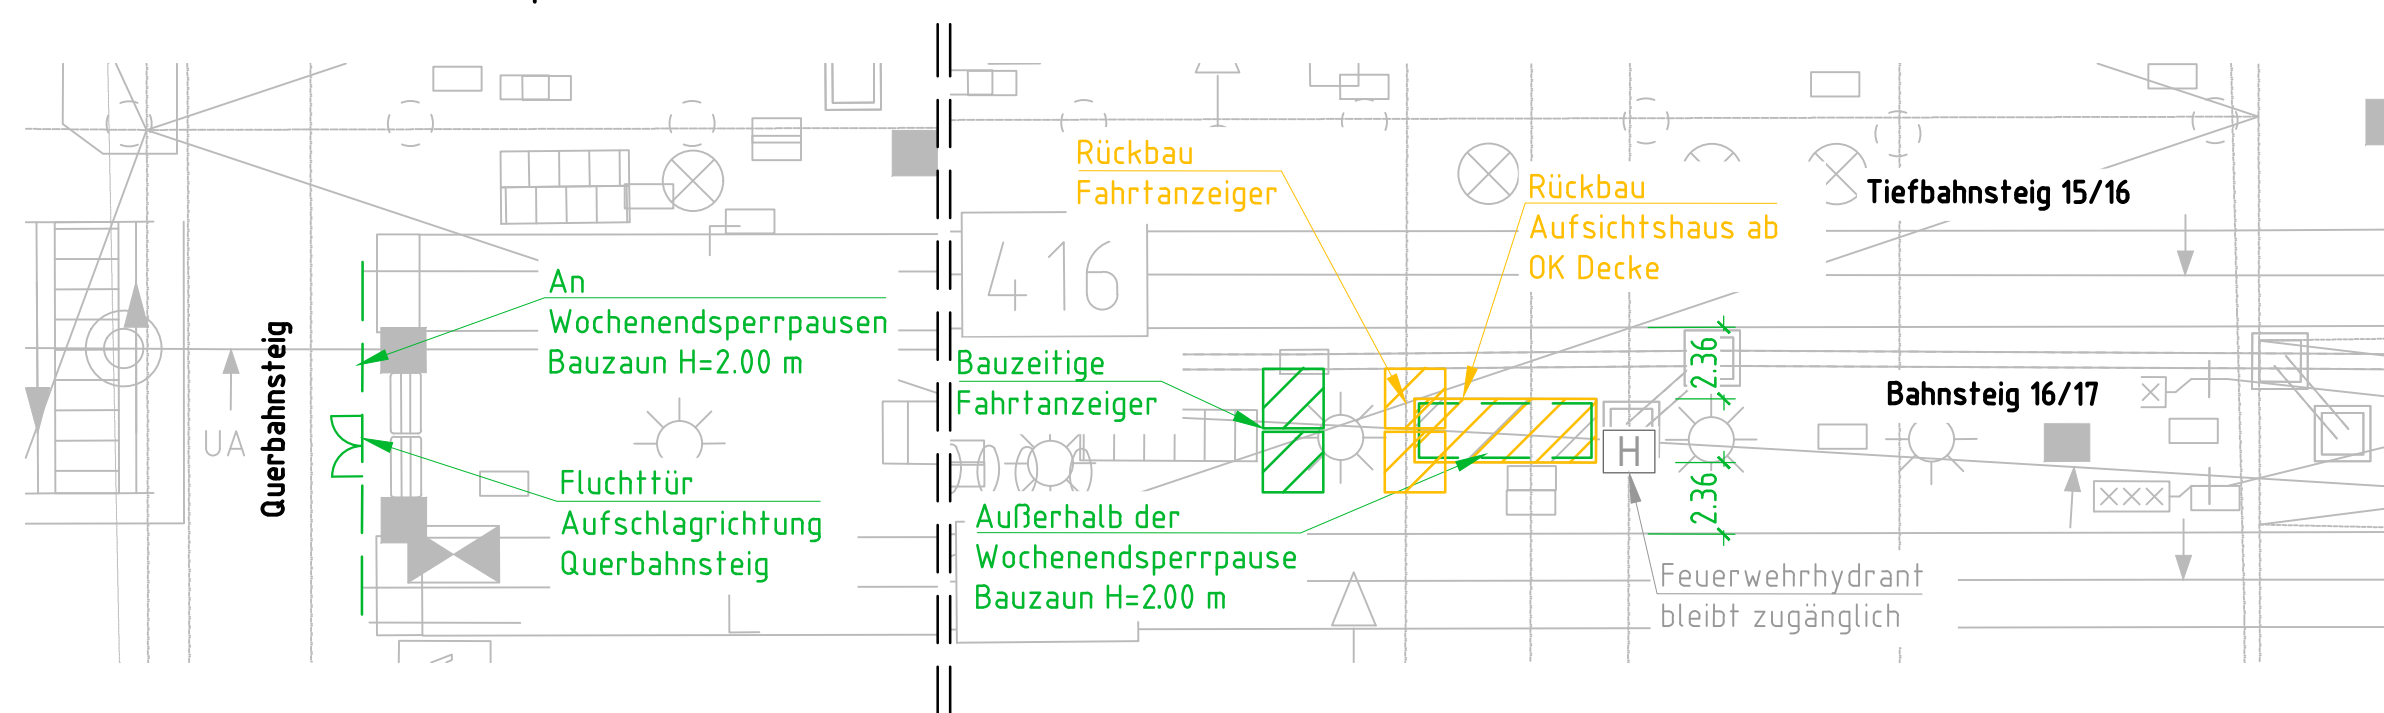 Querbahnsteig
UA
An
Wochenendsperrpausen
Bauzaun H=2.00 m
Fluchttür
Aufschlagrichtung
Querbahnsteig
416
Rückbau
Fahrtanzeiger
Rückbau
Aufsichtshaus ab
OK Decke
Tiefbahnsteig 15/16
Bauzeitige
Fahrtanzeiger
2.36
Bahnsteig 16/17
H
2.36
Außerhalb der
Wochenendsperrpause
Bauzaun H=2.00 m
Feuerwehrhydrant
bleibt zugänglich